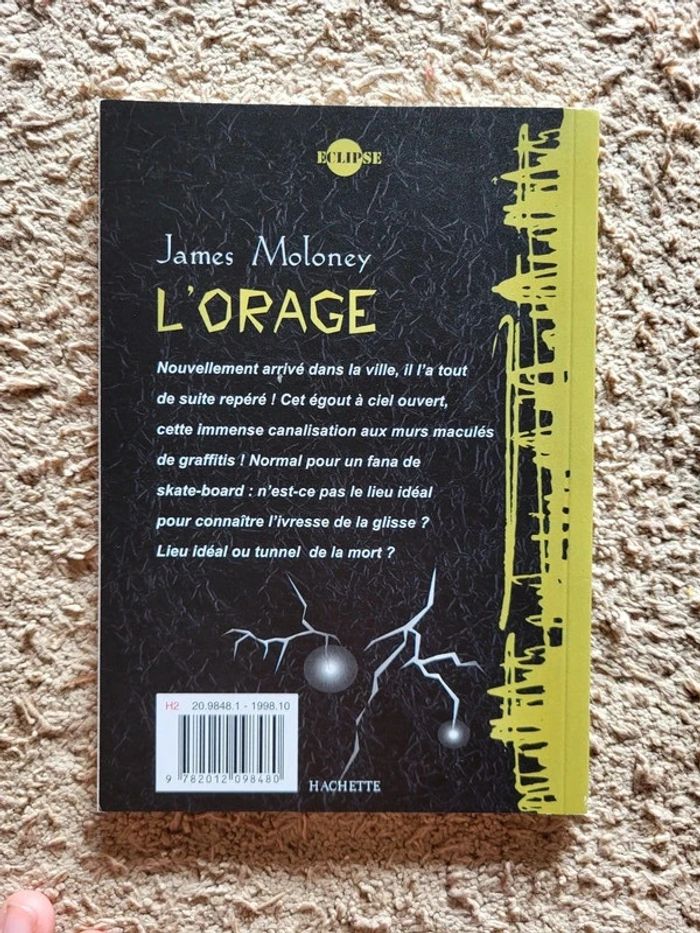 ECLIPSE
James Moloney
L'ORAGE
Nouvellement arrivé dans la ville, il l'a tout
de suite repéré ! Cet égout à ciel ouvert,
cette immense canalisation aux murs maculés
de graffitis ! Normal pour un fana de
skate-board : n'est-ce pas le lieu idéal
pour connaître l'ivresse de la glisse ?
Lieu idéal ou tunnel de la mort ?
H2 20.9848.1 - 1998.10
9 782012 098480
HACHETTE